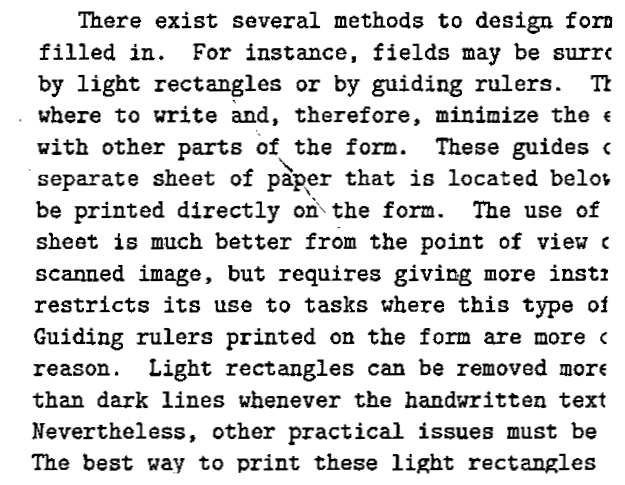 There exist several methods to design
filled in. For instance, fields may be
by light rectangles or by guiding rulers.
where to write and, therefore, minimize the
with other parts of the form. These guides
separate sheet of paper that is located
be printed directly on the form. The use of
sheet is much better from the point of view
scanned image, but requires giving more
restricts its use to tasks where this type of
Guiding rulers printed on the form are more
reason. Light rectangles can be removed more
than dark lines whenever the handwritten text
Nevertheless, other practical issues must be
The best way to print these light rectangles